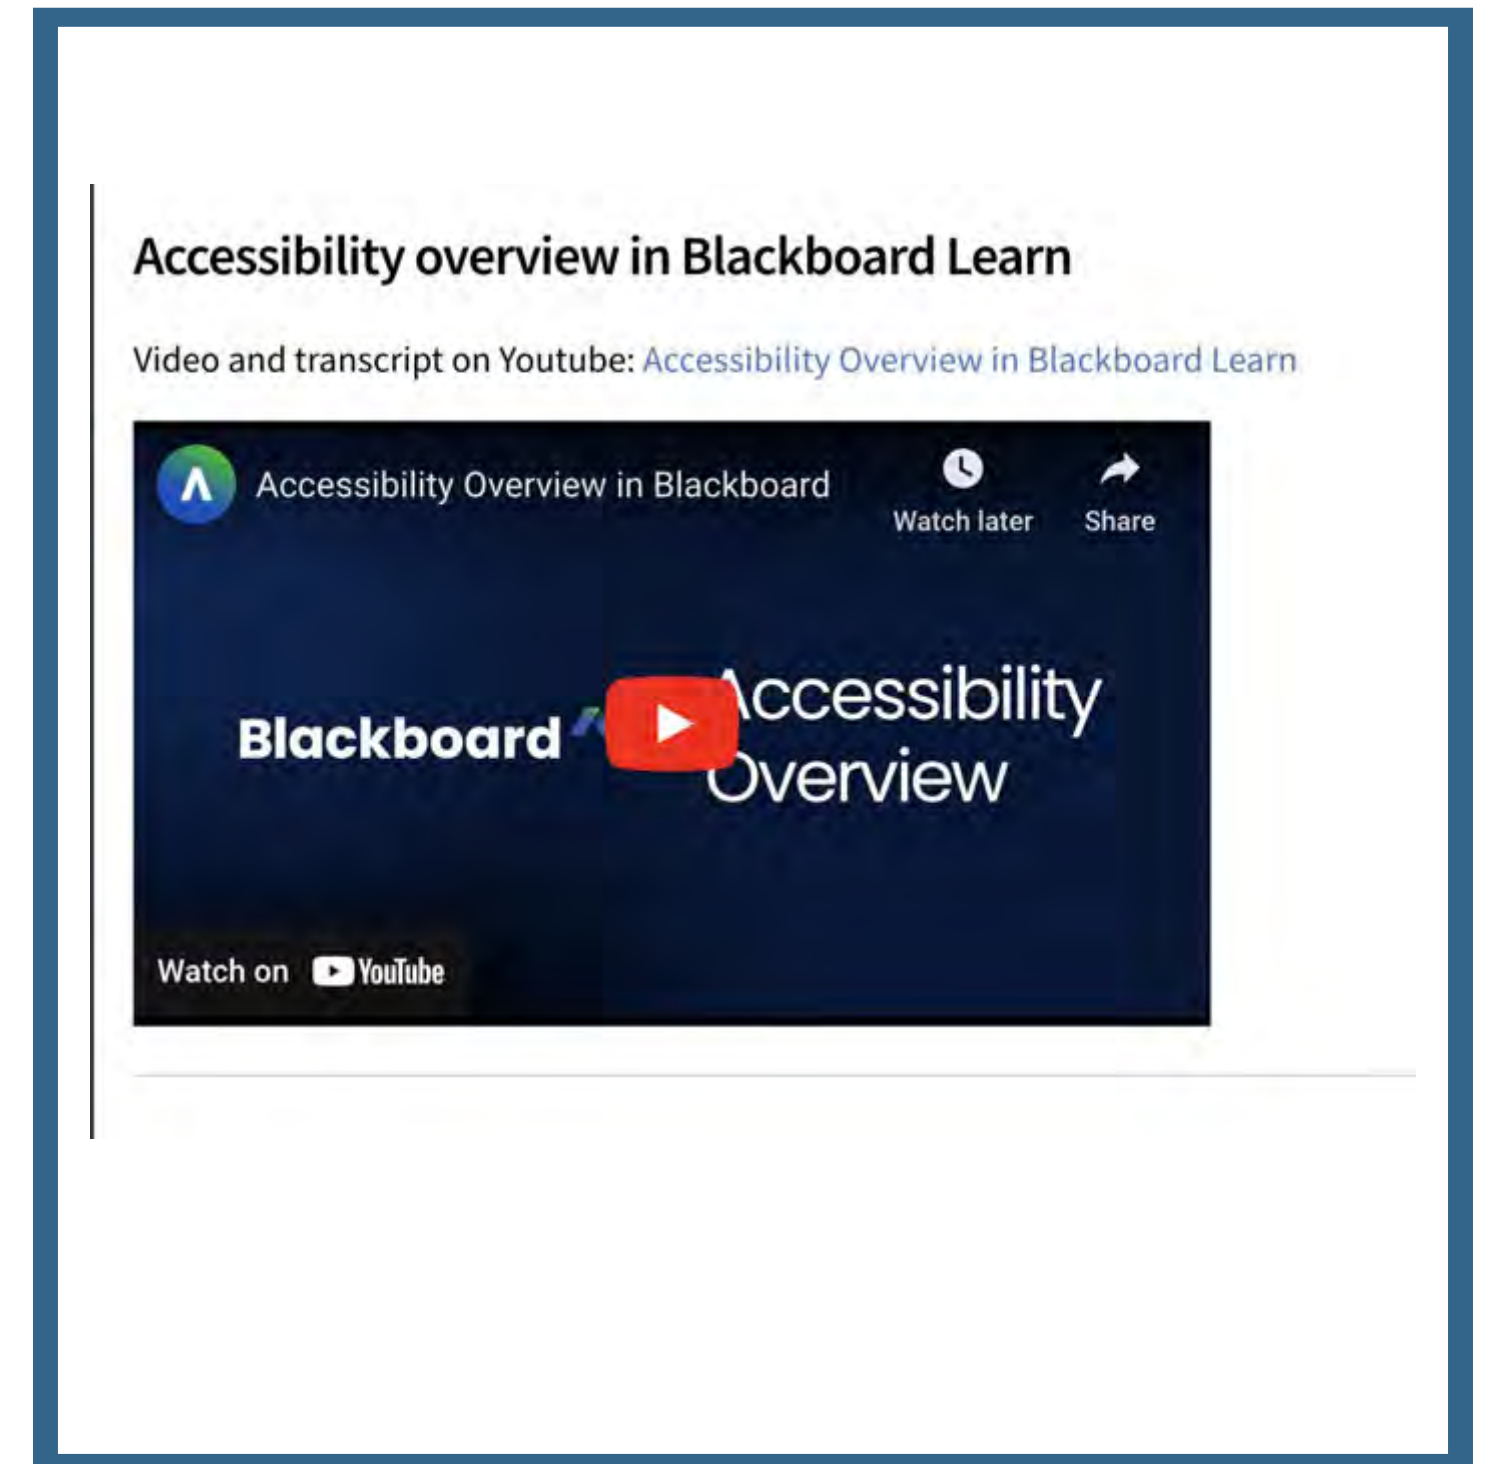 Accessibility overview in Blackboard Learn
Video and transcript on Youtube: Accessibility Overview in Blackboard Learn
Accessibility Overview in Blackboard
Watch later
Share
Blackboard
Accessibility
Overview
Watch on YouTube